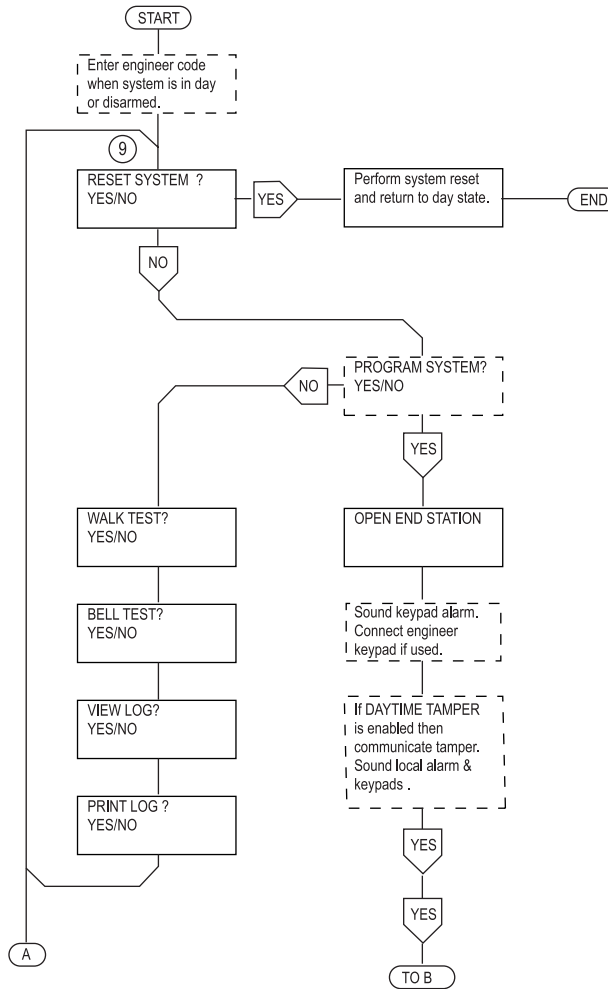 START
Enter engineer code
when system is in day
or disarmed.
9
RESET SYSTEM ?
YES/NO
YES
Perform system reset
and return to day state.
END
NO
PROGRAM SYSTEM?
YES/NO
NO
YES
WALK TEST?
YES/NO
OPEN END STATION
BELL TEST?
YES/NO
Sound keypad alarm.
Connect engineer
keypad if used.
VIEW LOG?
YES/NO
If DAYTIME TAMPER
is enabled then
communicate tamper.
Sound local alarm &
keypads .
PRINT LOG ?
YES/NO
YES
YES
A
TO B